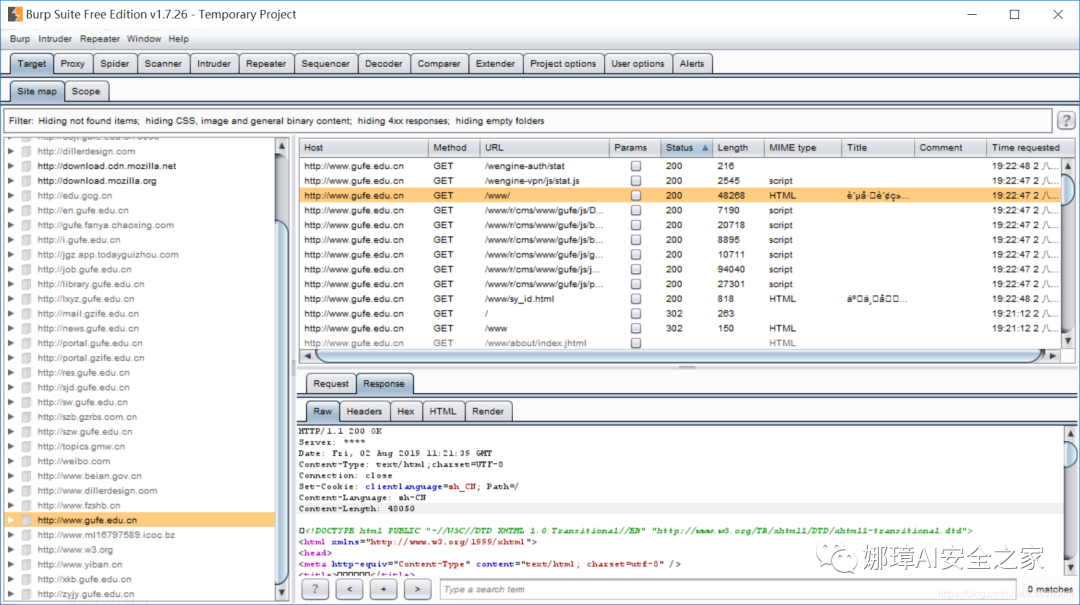 Burp Suite Free Edition v1.7.26 - Temporary Project
Burp Intruder Repeater Window Help
Target Proxy Spider Scanner Intruder Repeater Sequencer Decoder Comparer Extender Project options User options Alerts
Site map Scope
Filter: Hiding not found items; hiding CSS, image and general binary content; hiding 4xx responses; hiding empty folders
?
http://dillerdesign.com
http://download.cdn.mozilla.net
http://download.mozilla.org
http://edu.gog.cn
http://en.gufe.edu.cn
http://gufe.fanya.chaoxing.com
http://i.gufe.edu.cn
http://jgz.app.todayguizhou.com
http://job.gufe.edu.cn
http://library.gufe.edu.cn
http://lxyz.gufe.edu.cn
http://mail.gzife.edu.cn
http://news.gufe.edu.cn
http://portal.gufe.edu.cn
http://portal.gzife.edu.cn
http://res.gufe.edu.cn
http://sjd.gufe.edu.cn
http://sw.gufe.edu.cn
http://szb.gzrbs.com.cn
http://szw.gufe.edu.cn
http://topics.gmw.cn
http://weibo.com
http://www.beian.gov.cn
http://www.dillerdesign.com
http://www.fzshb.cn
http://www.gufe.edu.cn
http://www.ml16797589.icoc.bz
http://www.w3.org
http://www.yiban.cn
http://xkb.gufe.edu.cn
http://zyjy.gufe.edu.cn
Host Method URL Params Status Length MIME type Title Comment Time requested
http://www.gufe.edu.cn GET /wengine-auth/stat 200 216 19:22:48 2 八...
http://www.gufe.edu.cn GET /wengine-vpn/js/stat.js 200 2545 script 19:22:47 2 八...
http://www.gufe.edu.cn GET /www/ 200 48268 HTML 19:22:47 2 八...
http://www.gufe.edu.cn GET /www/r/cms/www/gufe/js/D... 200 7190 script 19:22:47 2 八...
http://www.gufe.edu.cn GET /www/r/cms/www/gufe/js/b... 200 20718 script 19:22:47 2 八...
http://www.gufe.edu.cn GET /www/r/cms/www/gufe/js/b... 200 8895 script 19:22:47 2 八...
http://www.gufe.edu.cn GET /www/r/cms/www/gufe/js/g... 200 10711 script 19:22:47 2 八...
http://www.gufe.edu.cn GET /www/r/cms/www/gufe/js/j... 200 94040 script 19:22:47 2 八...
http://www.gufe.edu.cn GET /www/r/cms/www/gufe/js/p... 200 27301 script 19:22:47 2 八...
http://www.gufe.edu.cn GET /www/sy_id.html 200 818 HTML 19:22:48 2 八...
http://www.gufe.edu.cn GET / 302 263 19:21:12 2 八...
http://www.gufe.edu.cn GET /www 302 150 HTML 19:21:12 2 八...
http://www.gufe.edu.cn GET /www/about/index.jhtml HTML
Request Response
Raw Headers Hex HTML Render
HTTP/1.1 200 OK
Server: ****
Date: Fri, 02 Aug 2019 11:21:39 GMT
Content-Type: text/html;charset=UTF-8
Connection: close
Set-Cookie: clientlanguage=zh_CN; Path=/
Content-Language: zh-CN
Content-Length: 48050
<!DOCTYPE html PUBLIC "-//W3C//DTD XHTML 1.0 Transitional//EN" "http://www.w3.org/TR/xhtml1/DTD/xhtml1-transitional.dtd">
<html xmlns="http://www.w3.org/1999/xhtml">
<head>
<meta http-equiv="Content-Type" content="text/html; charset=utf-8" />
? < + > Type a search term 0 matches
娜璋AI安全之家